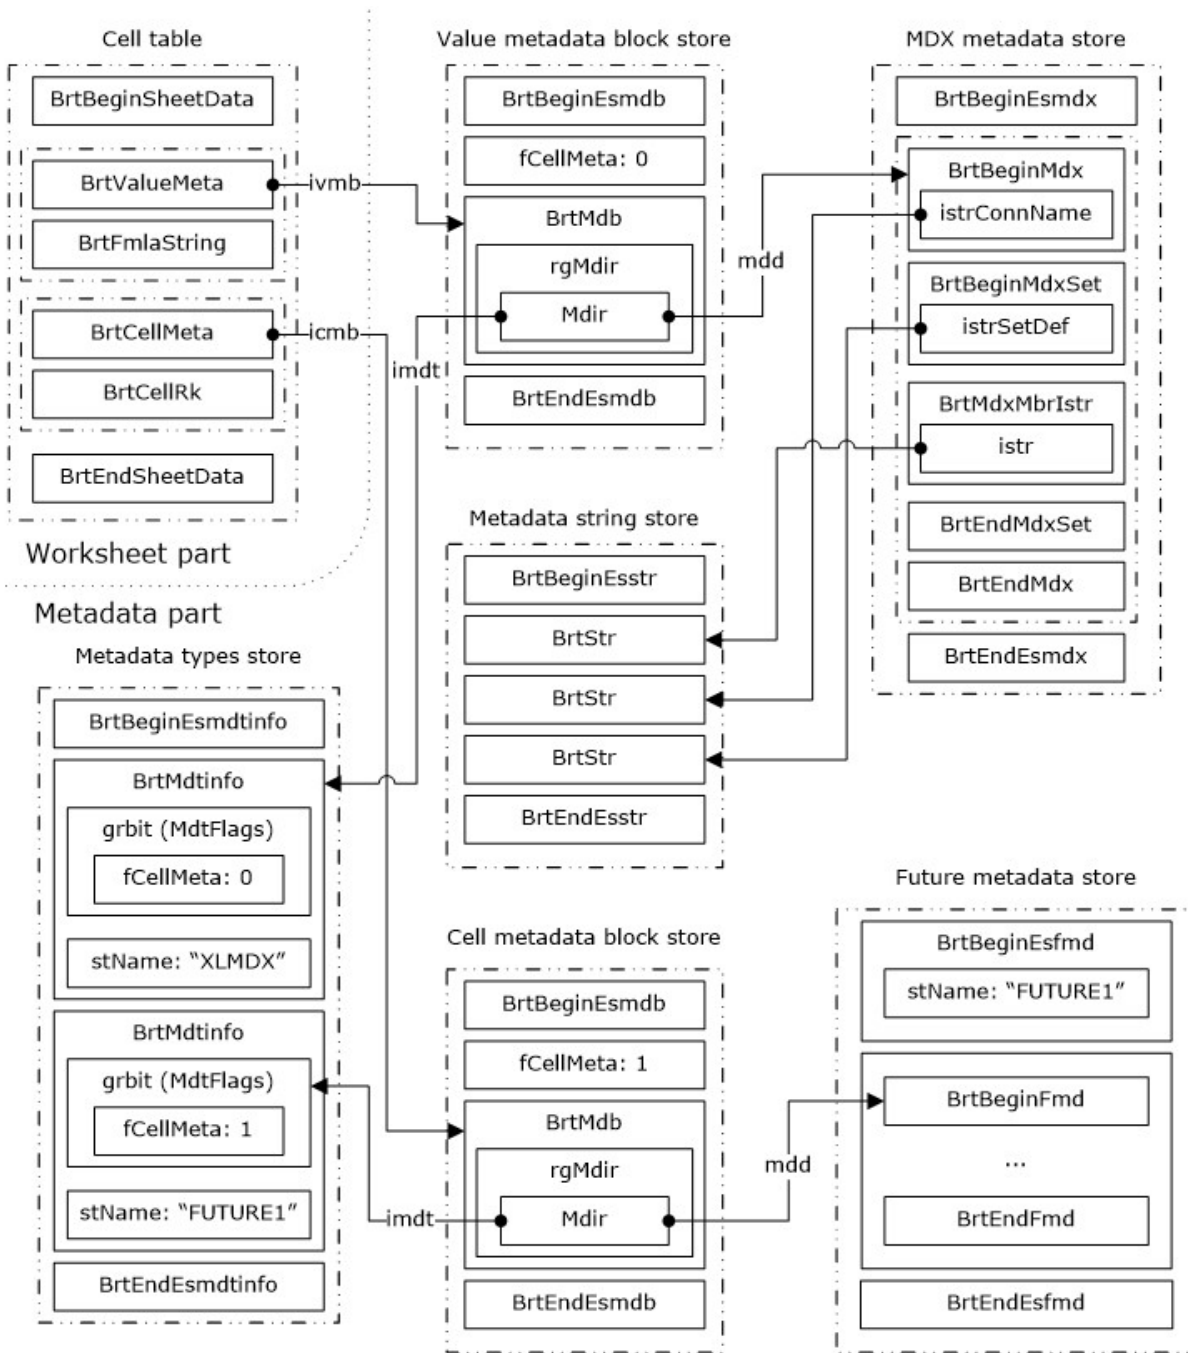 Cell table
BrtBeginSheetData
BrtValueMeta
ivmb
BrtFmlaString
BrtCellMeta
icmb
BrtCellRk
BrtEndSheetData
Worksheet part
Value metadata block store
BrtBeginEsmdb
fCellMeta: 0
BrtMdb
rgMdir
Mdir
imdt
mdd
BrtEndEsmdb
MDX metadata store
BrtBeginEsmdx
BrtBeginMdx
istrConnName
BrtBeginMdxSet
istrSetDef
BrtMdxMbrIstr
istr
BrtEndMdxSet
BrtEndMdx
BrtEndEsmdx
Metadata string store
BrtBeginEsstr
BrtStr
BrtStr
BrtStr
BrtEndEsstr
Metadata part
Metadata types store
BrtBeginEsmdtinfo
BrtMdtinfo
grbit (MdtFlags)
fCellMeta: 0
stName: “XLMDX”
BrtMdtinfo
grbit (MdtFlags)
fCellMeta: 1
stName: “FUTURE1”
BrtEndEsmdtinfo
Cell metadata block store
BrtBeginEsmdb
fCellMeta: 1
BrtMdb
rgMdir
Mdir
imdt
mdd
BrtEndEsmdb
Future metadata store
BrtBeginEsfmd
stName: “FUTURE1”
BrtBeginFmd
...
BrtEndFmd
BrtEndEsfmd